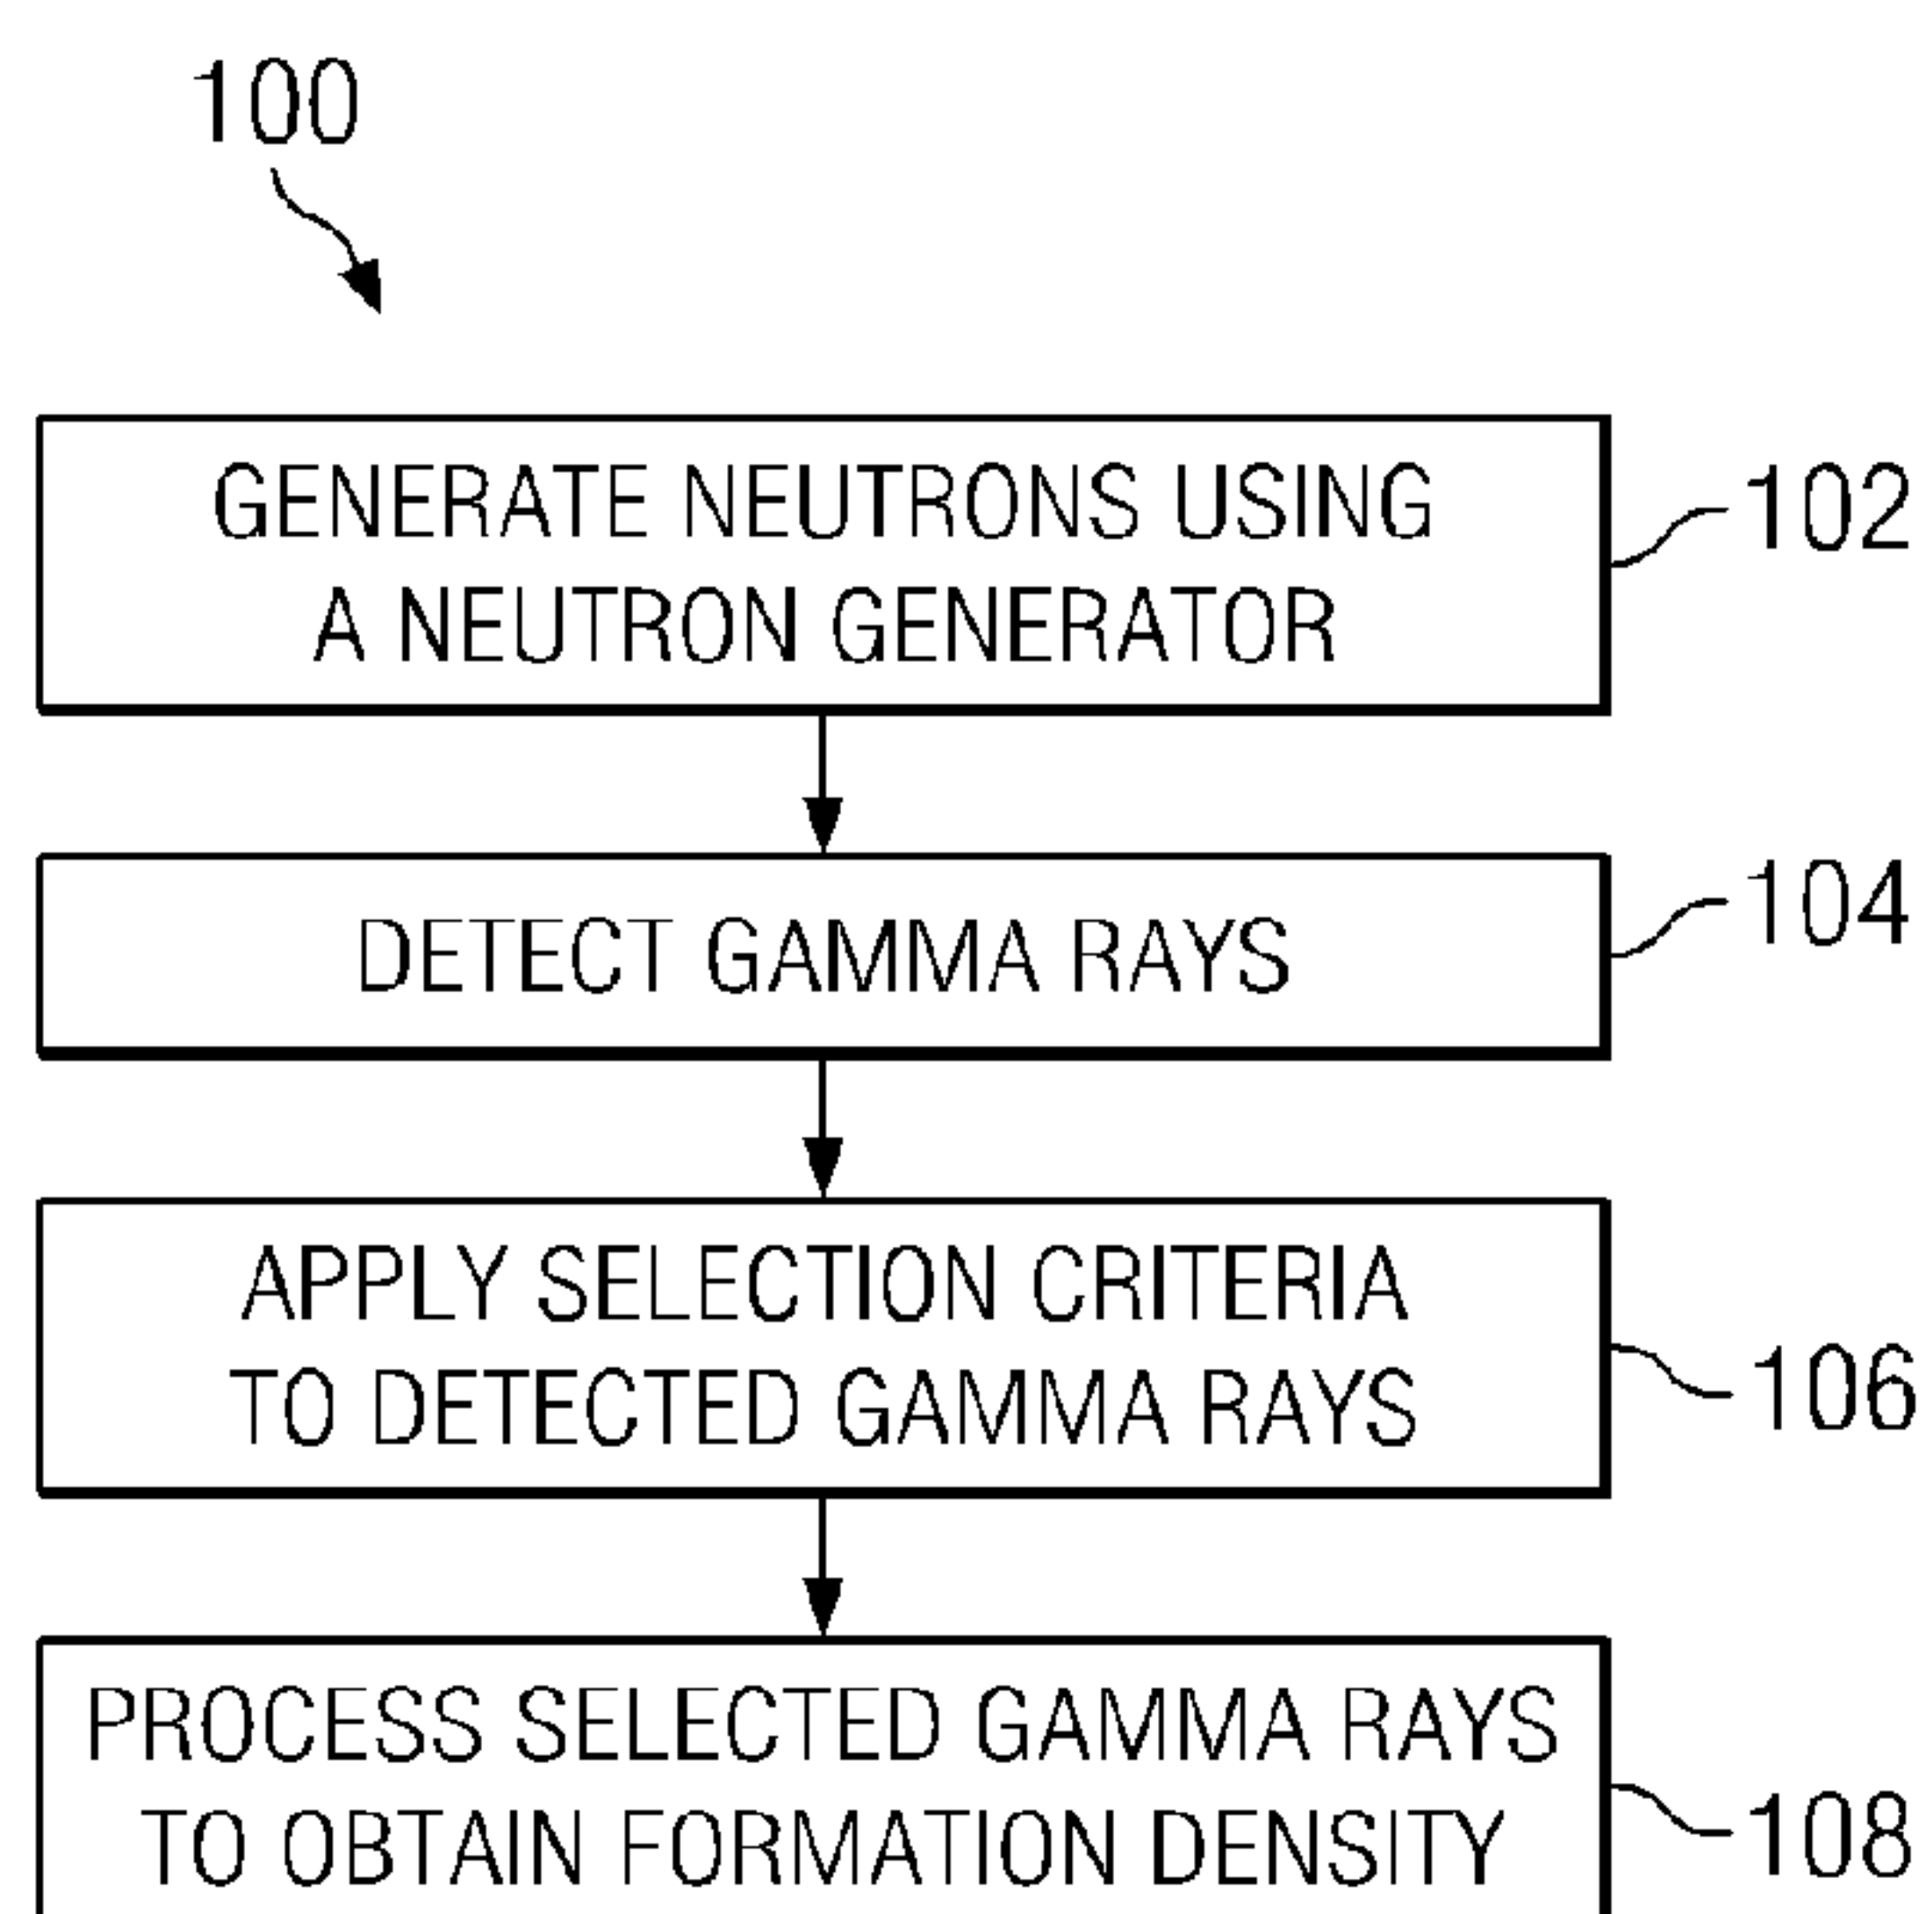 100
GENERATE NEUTRONS USING
A NEUTRON GENERATOR
102
DETECT GAMMA RAYS
104
APPLY SELECTION CRITERIA
TO DETECTED GAMMA RAYS
106
PROCESS SELECTED GAMMA RAYS
TO OBTAIN FORMATION DENSITY
108